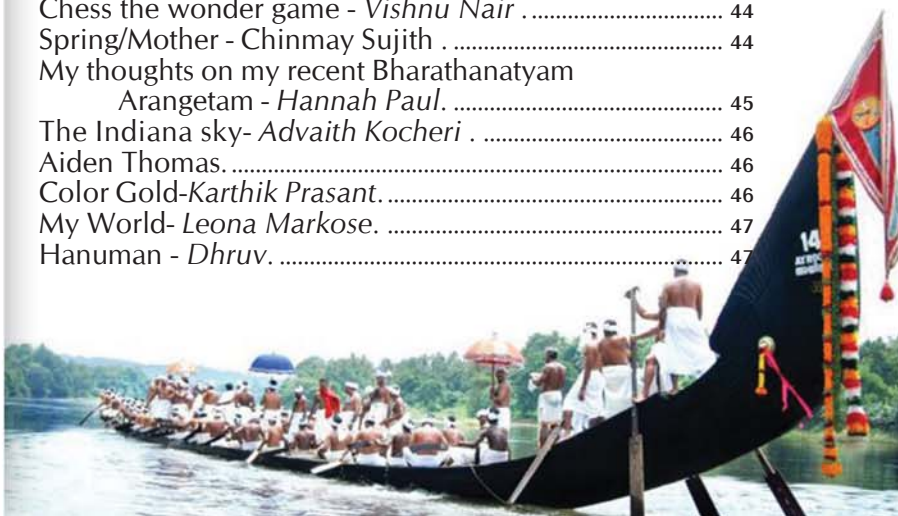 Chess the wonder game - Vishnu Nair . ................................ 44
Spring/Mother - Chinmay Sujith . ............................................ 44
My thoughts on my recent Bharathanatyam
Arangetam - Hannah Paul. ............................................ 45
The Indiana sky- Advaith Kocheri . ......................................... 46
Aiden Thomas. ................................................................................ 46
Color Gold-Karthik Prasant. ....................................................... 46
My World- Leona Markose. ....................................................... 47
Hanuman - Dhruv. ......................................................................... 47
14